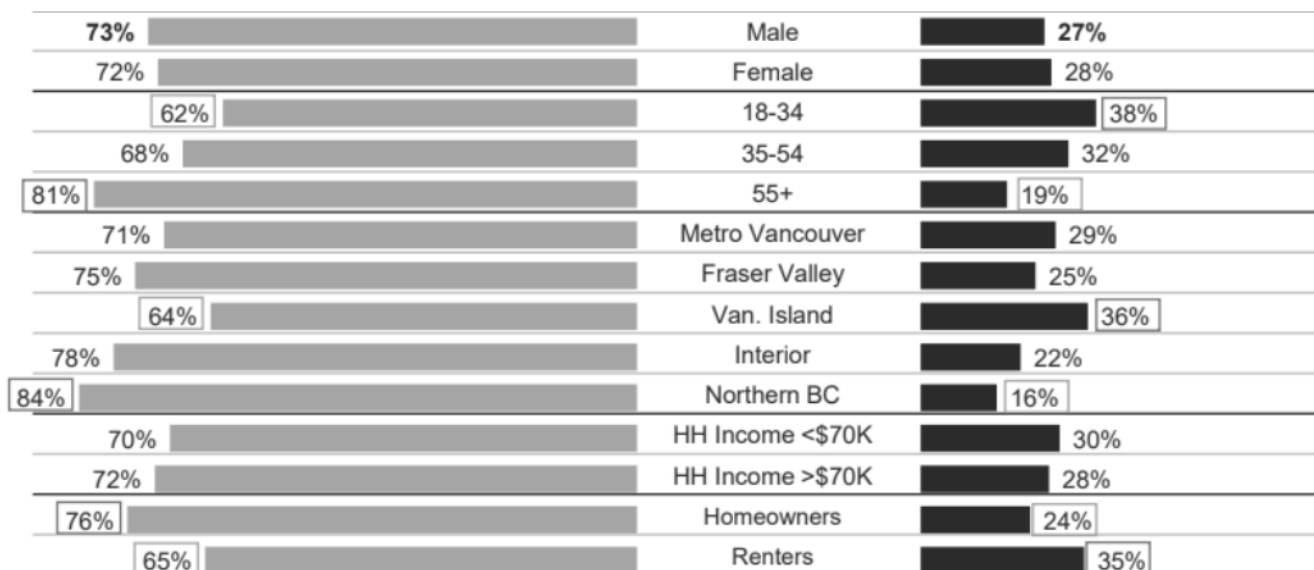 73% Male 27%
72% Female 28%
62% 18-34 38%
68% 35-54 32%
81% 55+ 19%
71% Metro Vancouver 29%
75% Fraser Valley 25%
64% Van. Island 36%
78% Interior 22%
84% Northern BC 16%
70% HH Income <$70K 30%
72% HH Income >$70K 28%
76% Homeowners 24%
65% Renters 35%